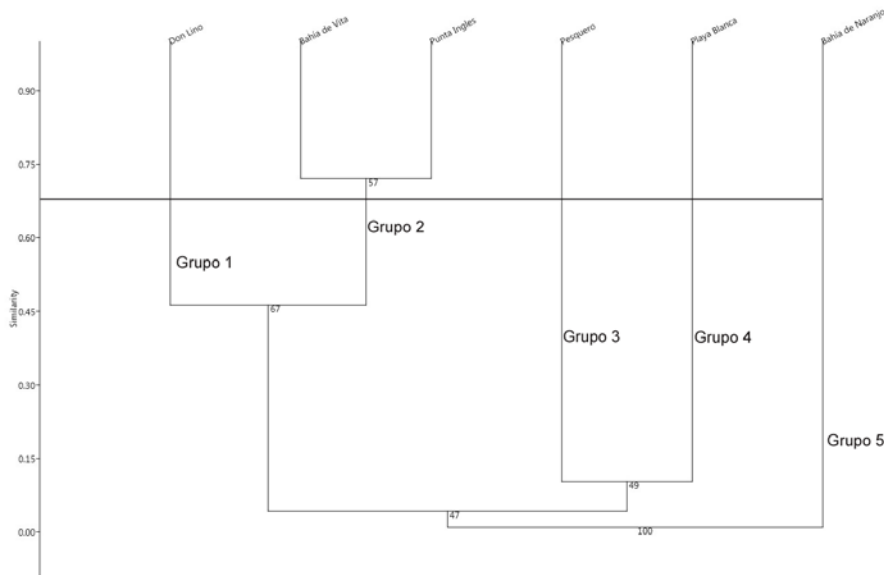 Don Lino
Bahia de Vita
Punta Ingles
Pesquero
Playa Blanca
Bahia de Naranjo
0.90
0.75
57
0.60
Grupo 2
Grupo 1
Similarity
0.45
67
Grupo 3
Grupo 4
0.30
Grupo 5
0.15
49
47
0.00
100